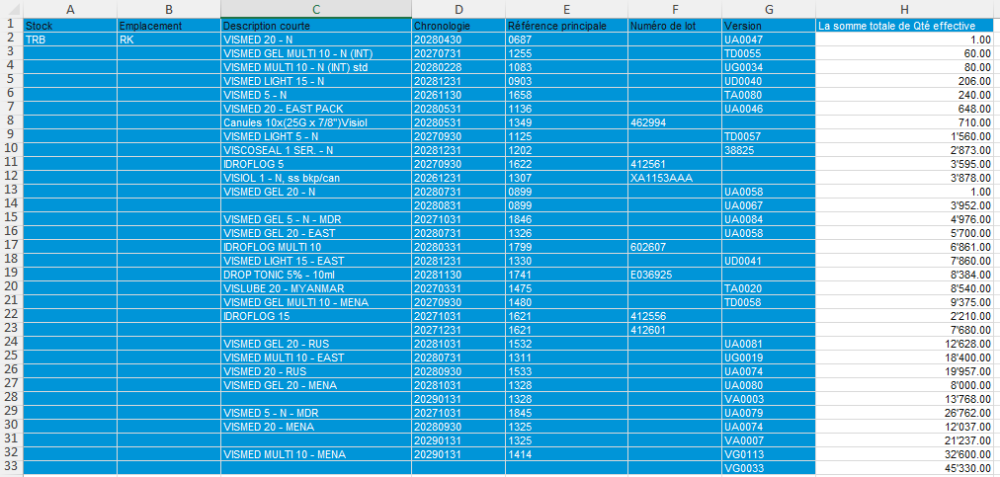 A B C D E F G H
1 Stock Emplacement Description courte Chronologie Référence principale Numéro de lot Version La somme totale de Qté effective
2 TRB RK VISMED 20 - N 20280430 0687 UA0047 1.00
3 VISMED GEL MULTI 10 - N (INT) 20270731 1255 TD0055 60.00
4 VISMED MULTI 10 - N (INT) std 20280228 1083 UG0034 80.00
5 VISMED LIGHT 15 - N 20281231 0903 UD0040 206.00
6 VISMED 5 - N 20261130 1658 TA0080 240.00
7 VISMED 20 - EAST PACK 20280531 1136 UA0046 648.00
8 Canules 10x(25G x 7/8")Visiol 20280531 1349 462994 710.00
9 VISMED LIGHT 5 - N 20270930 1125 TD0057 1'560.00
10 VISCOSEAL 1 SER. - N 20281231 1202 38825 2'873.00
11 IDROFLOG 5 20270930 1622 412561 3'595.00
12 VISIOL 1 - N, ss bkp/can 20261231 1307 XA1153AAA 3'878.00
13 VISMED GEL 20 - N 20280731 0899 UA0058 1.00
14 20280831 0899 UA0067 3'952.00
15 VISMED GEL 5 - N - MDR 20271031 1846 UA0084 4'976.00
16 VISMED GEL 20 - EAST 20280731 1326 UA0058 5'700.00
17 IDROFLOG MULTI 10 20280331 1799 602607 6'861.00
18 VISMED LIGHT 15 - EAST 20281231 1330 UD0041 7'860.00
19 DROP TONIC 5% - 10ml 20281130 1741 E036925 8'384.00
20 VISLUBE 20 - MYANMAR 20270331 1475 TA0020 8'540.00
21 VISMED GEL MULTI 10 - MENA 20270930 1480 TD0058 9'375.00
22 IDROFLOG 15 20271031 1621 412556 2'210.00
23 20271231 1621 412601 7'680.00
24 VISMED GEL 20 - RUS 20281031 1532 UA0081 12'628.00
25 VISMED MULTI 10 - EAST 20280731 1311 UG0019 18'400.00
26 VISMED 20 - RUS 20280930 1533 UA0074 19'957.00
27 VISMED GEL 20 - MENA 20281031 1328 UA0080 8'000.00
28 20290131 1328 VA0003 13'768.00
29 VISMED 5 - N - MDR 20271031 1845 UA0079 26'762.00
30 VISMED 20 - MENA 20280930 1325 UA0074 12'037.00
31 20290131 1325 VA0007 21'237.00
32 VISMED MULTI 10 - MENA 20290131 1414 VG0113 32'600.00
33 VG0033 45'330.00